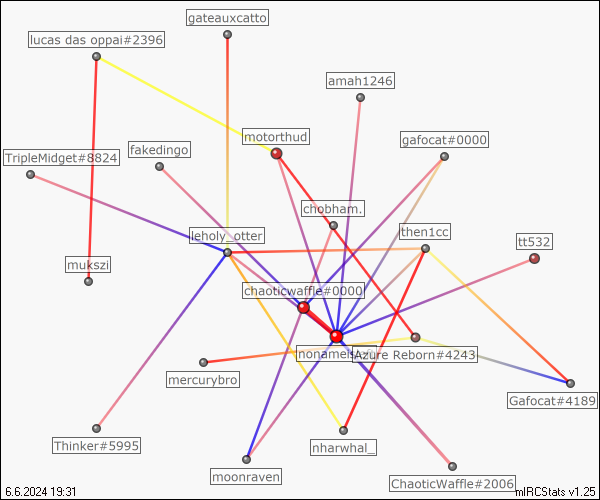 gateauxcatto
lucas das oppai#2396
amah1246
motorthud
gafocat#0000
fakedingo
TripleMidget#8824
chobham.
then1cc
leholy_otter
tt532
mukszi
chaoticwaffle#0000
Azure Reborn#4243
mercurybro
Gafocat#4189
Thinker#5995
nharwhal_
moonraven
ChaoticWaffle#2006
6.6.2024 19:31
mIRCStats v1.25